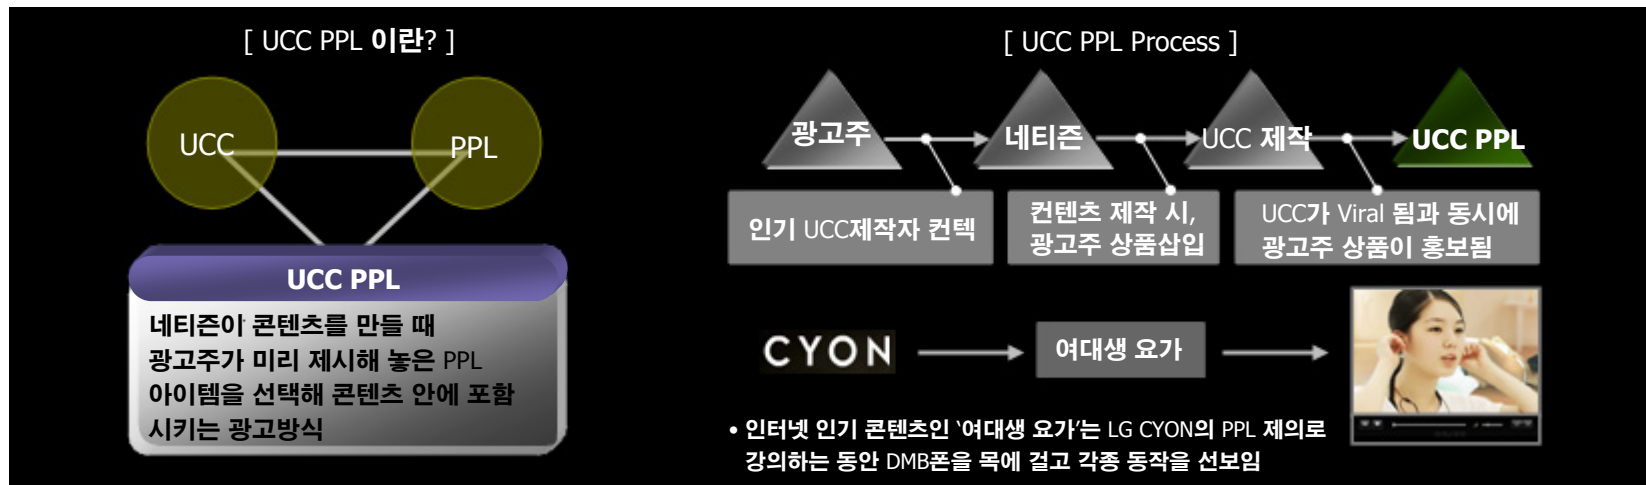 [ UCC PPL 이란? ]
UCC
PPL
UCC PPL
네티즌이 콘텐츠를 만들 때
광고주가 미리 제시해 놓은 PPL
아이템을 선택해 콘텐츠 안에 포함
시키는 광고방식
[ UCC PPL Process ]
광고주
네티즌
UCC 제작
UCC PPL
인기 UCC제작자 컨텍
컨텐츠 제작 시,
광고주 상품삽입
UCC가 Viral 됨과 동시에
광고주 상품이 홍보됨
CYON
여대생 요가
• 인터넷 인기 콘텐츠인 ‘여대생 요가’는 LG CYON의 PPL 제의로
강의하는 동안 DMB폰을 목에 걸고 각종 동작을 선보임